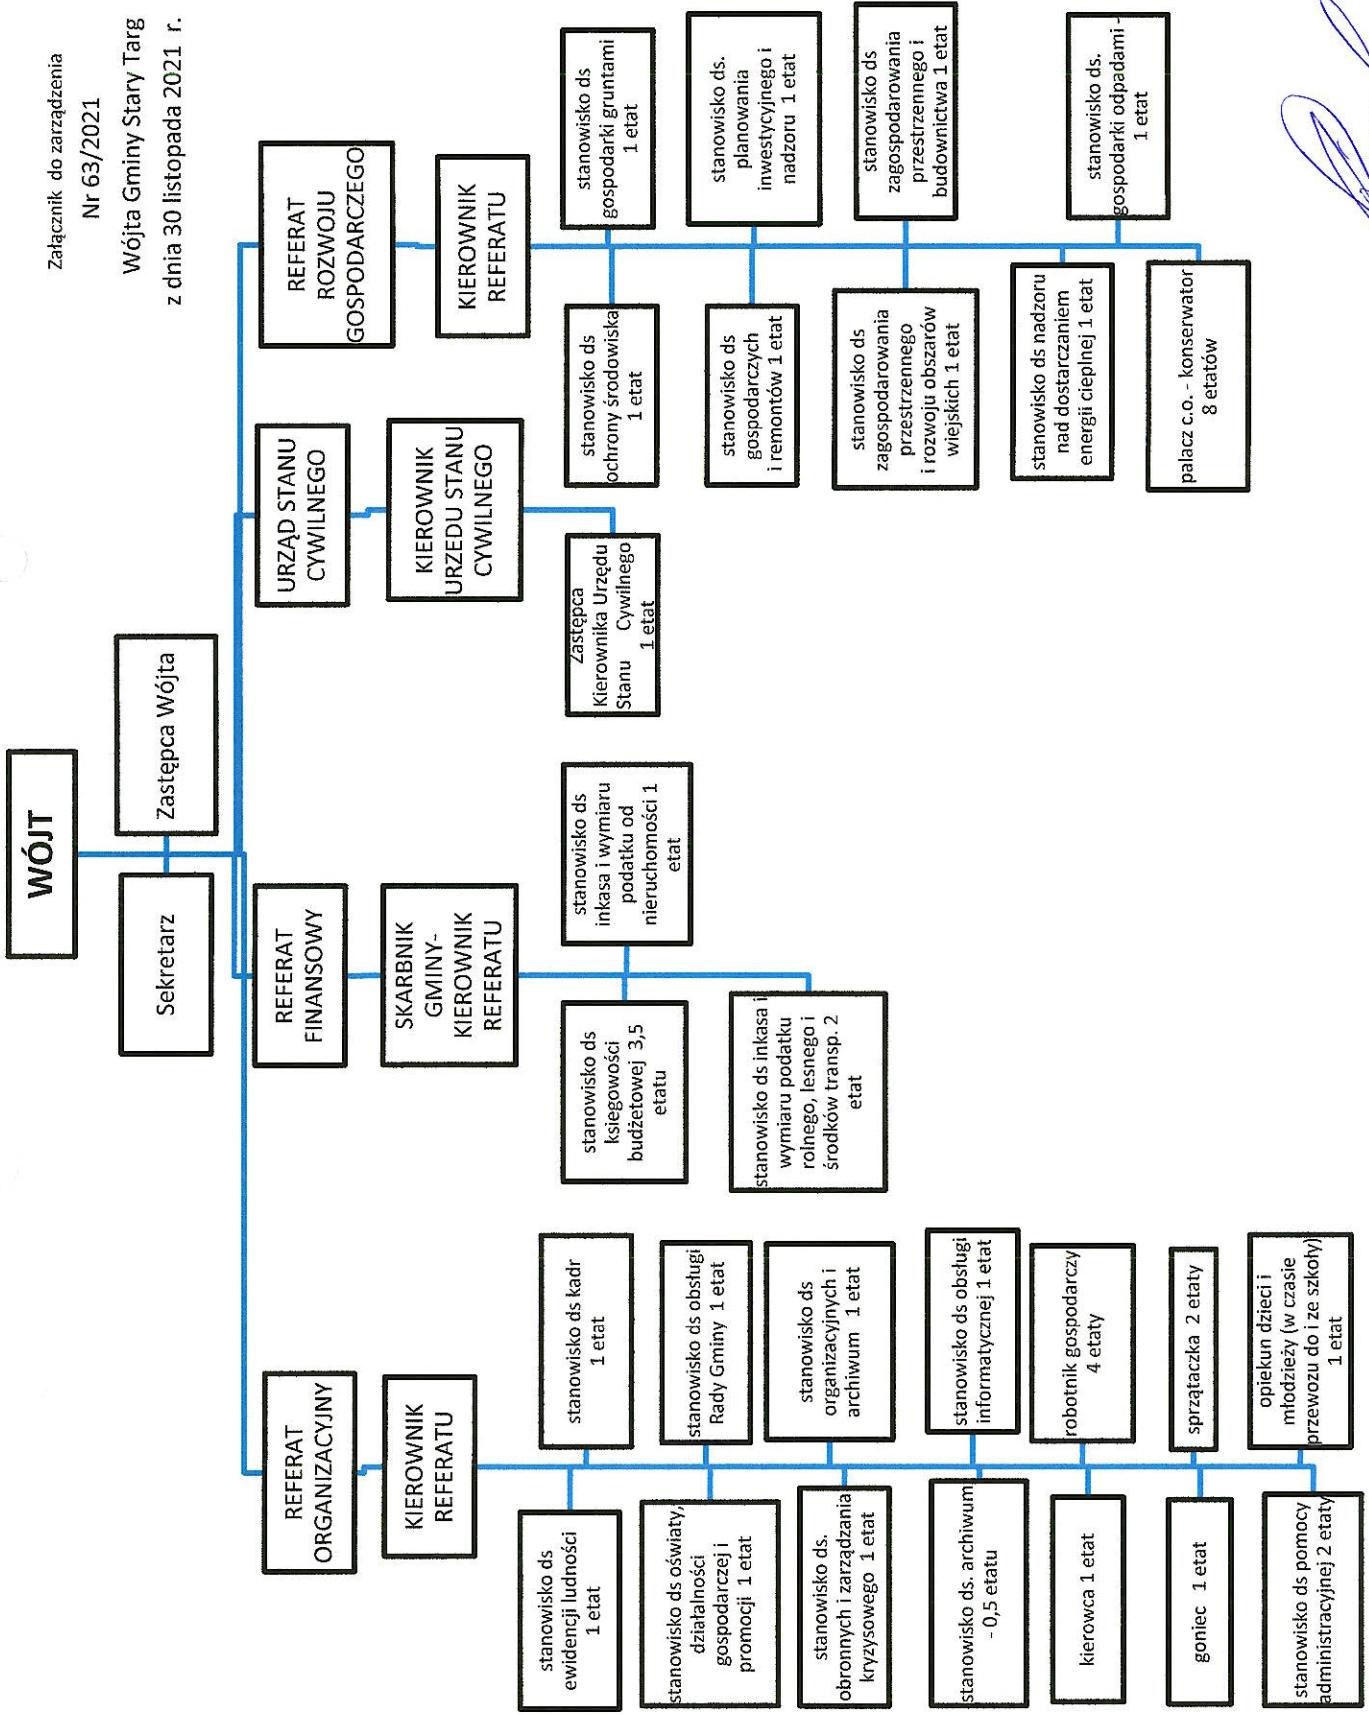 Załącznik do zarządzenia
Nr 63/2021
Wójta Gminy Stary Targ
z dnia 30 listopada 2021 r.
WÓJT
Sekretarz
Zastępca Wójta
REFERAT
ORGANIZACYJNY
KIEROWNIK
REFERATU
stanowisko ds
ewidencji ludności
1 etat
stanowisko ds kadr
1 etat
stanowisko ds oświaty,
działalności
gospodarczej i
promocji 1 etat
stanowisko ds obsługi
Rady Gminy 1 etat
stanowisko ds.
obronnych i zarządzania
kryzysowego 1 etat
stanowisko ds
organizacyjnych i
archiwum 1 etat
stanowisko ds. archiwum
- 0,5 etatu
stanowisko ds obsługi
informatycznej 1 etat
kierowca 1 etat
robotnik gospodarczy
4 etaty
goniec 1 etat
sprzątaczka 2 etaty
stanowisko ds pomocy
administracyjnej 2 etaty
opiekun dzieci i
młodzieży (w czasie
przewozu do i ze szkoły)
1 etat
REFERAT
FINANSOWY
SKARBNIK
GMINY-
KIEROWNIK
REFERATU
stanowisko ds
ksiegowości
budżetowej 3,5
etatu
stanowisko ds
inkasa i wymiaru
podatku od
nieruchomości 1
etat
stanowisko ds inkasa i
wymiaru podatku
rolnego, lesnego i
środków transp. 2
etat
URZĄD STANU
CYWILNEGO
KIEROWNIK
URZEDU STANU
CYWILNEGO
Zastępca
Kierownika Urzędu
Stanu Cywilnego
1 etat
REFERAT
ROZWOJU
GOSPODARCZEGO
KIEROWNIK
REFERATU
stanowisko ds
ochrony środowiska
1 etat
stanowisko ds
gospodarki gruntami
1 etat
stanowisko ds
gospodarczych
i remontów 1 etat
stanowisko ds.
planowania
inwestycyjnego i
nadzoru 1 etat
stanowisko ds
zagospodarowania
przestrzennego
i rozwoju obszarów
wiejskich 1 etat
stanowisko ds
zagospodarowania
przestrzennego i
budownictwa 1 etat
stanowisko ds nadzoru
nad dostarczaniem
energii cieplnej 1 etat
stanowisko ds.
gospodarki odpadami -
1 etat
palacz c.o. - konserwator
8 etatów